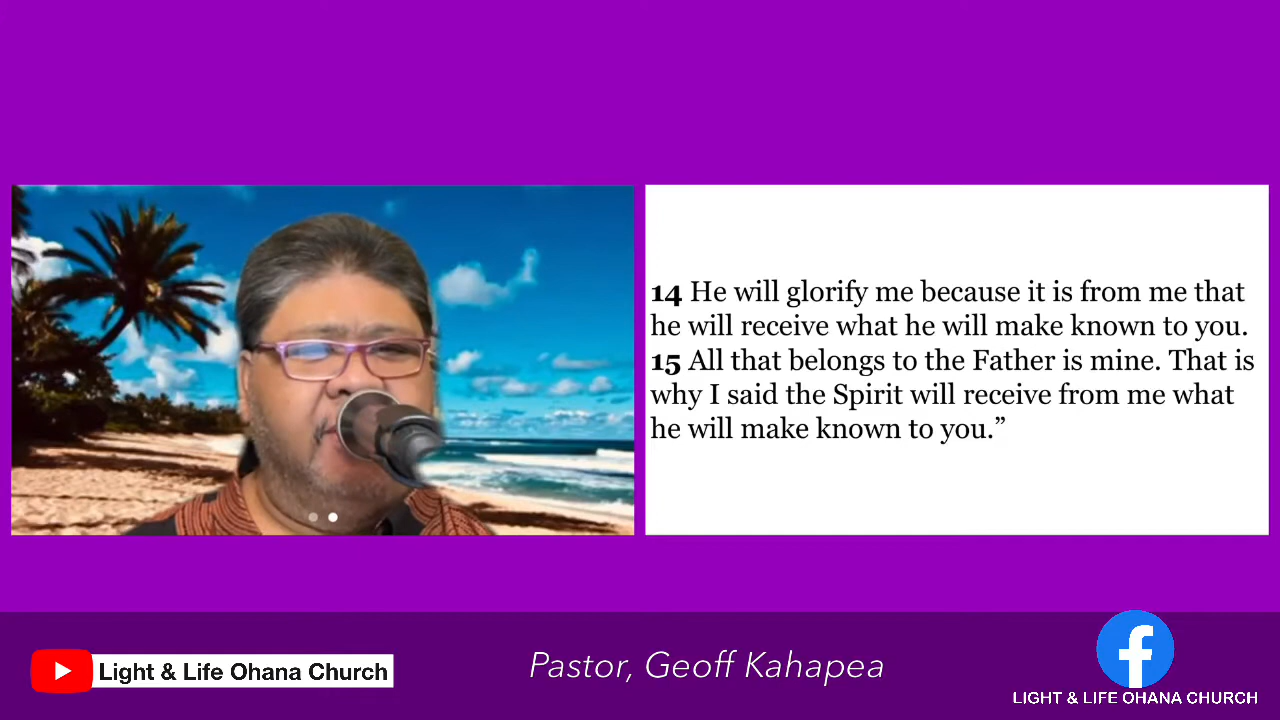 14 He will glorify me because it is from me that
he will receive what he will make known to you.
15 All that belongs to the Father is mine. That is
why I said the Spirit will receive from me what
he will make known to you.”
Light & Life Ohana Church
Pastor, Geoff Kahapea
f
LIGHT & LIFE OHANA CHURCH